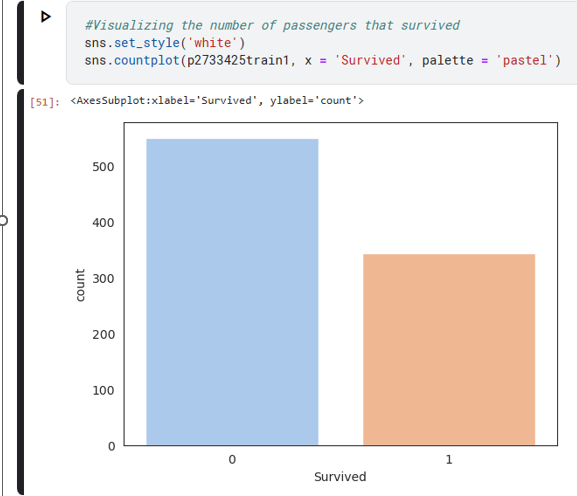 #Visualizing the number of passengers that survived
sns.set_style('white')
sns.countplot(p2733425train1, x = 'Survived', palette = 'pastel')
[51]: <AxesSubplot:xlabel='Survived', ylabel='count'>
500
400
300
200
100
0
count
0 1
Survived